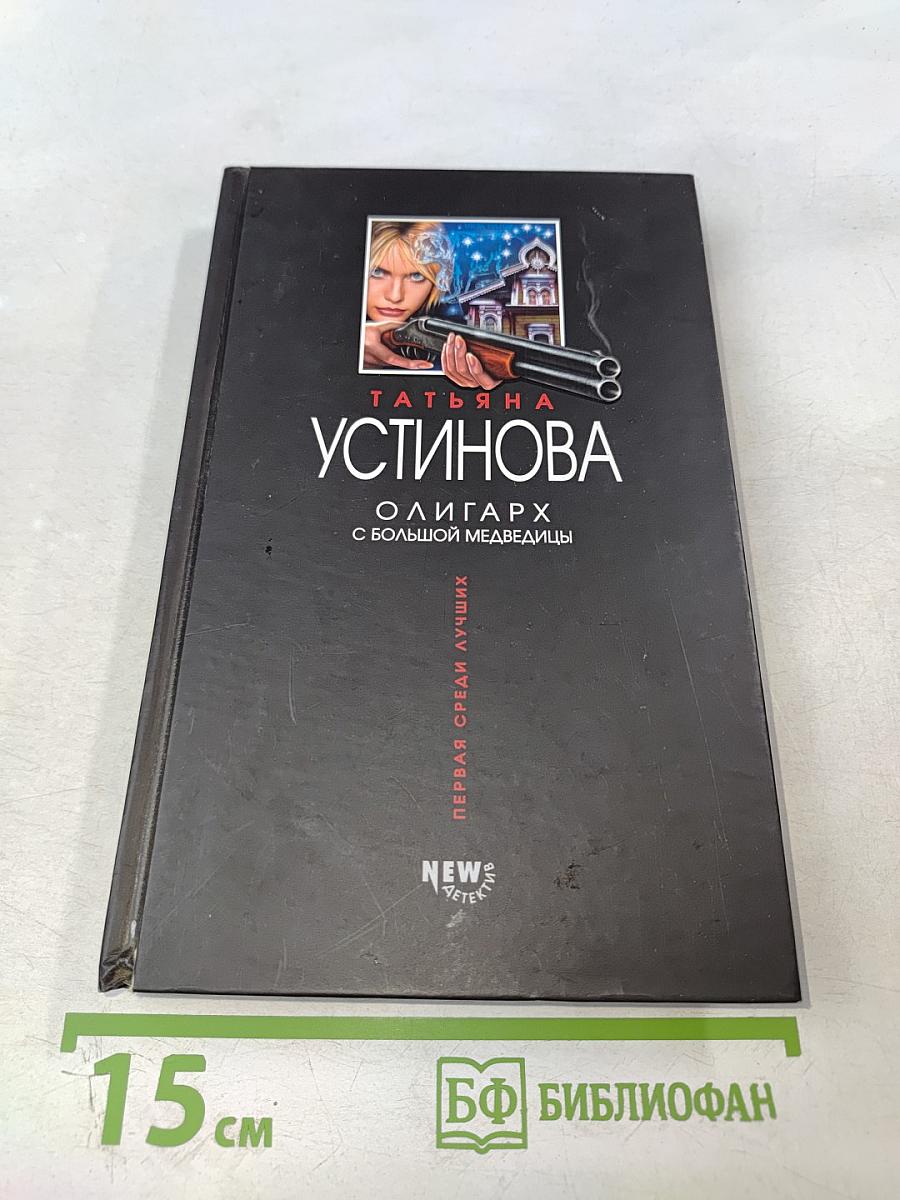 ТАТЬЯНА
УСТИНОВА
ОЛИГАРХ
С БОЛЬШОЙ МЕДВЕДИЦЫ
ПЕРВАЯ СРЕДИ ЛУЧШИХ
NEW
ДЕТЕКТИВ
15 см
БФ БИБЛИОФАН